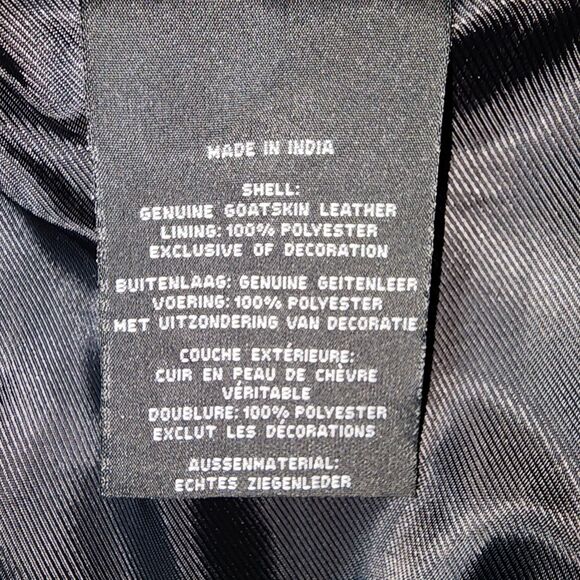 MADE IN INDIA
SHELL:
GENUINE GOATSKIN LEATHER
LINING: 100% POLYESTER
EXCLUSIVE OF DECORATION
BUITENLAAG: GENUINE GEITENLEER
VOERING: 100% POLYESTER
MET UITZONDERING VAN DECORATIE
COUCHE EXTÉRIEURE:
CUIR EN PEAU DE CHÈVRE
VÉRITABLE
DOUBLURE: 100% POLYESTER
EXCLUT LES DÉCORATIONS
AUSSENMATERIAL:
ECHTES ZIEGENLEDER